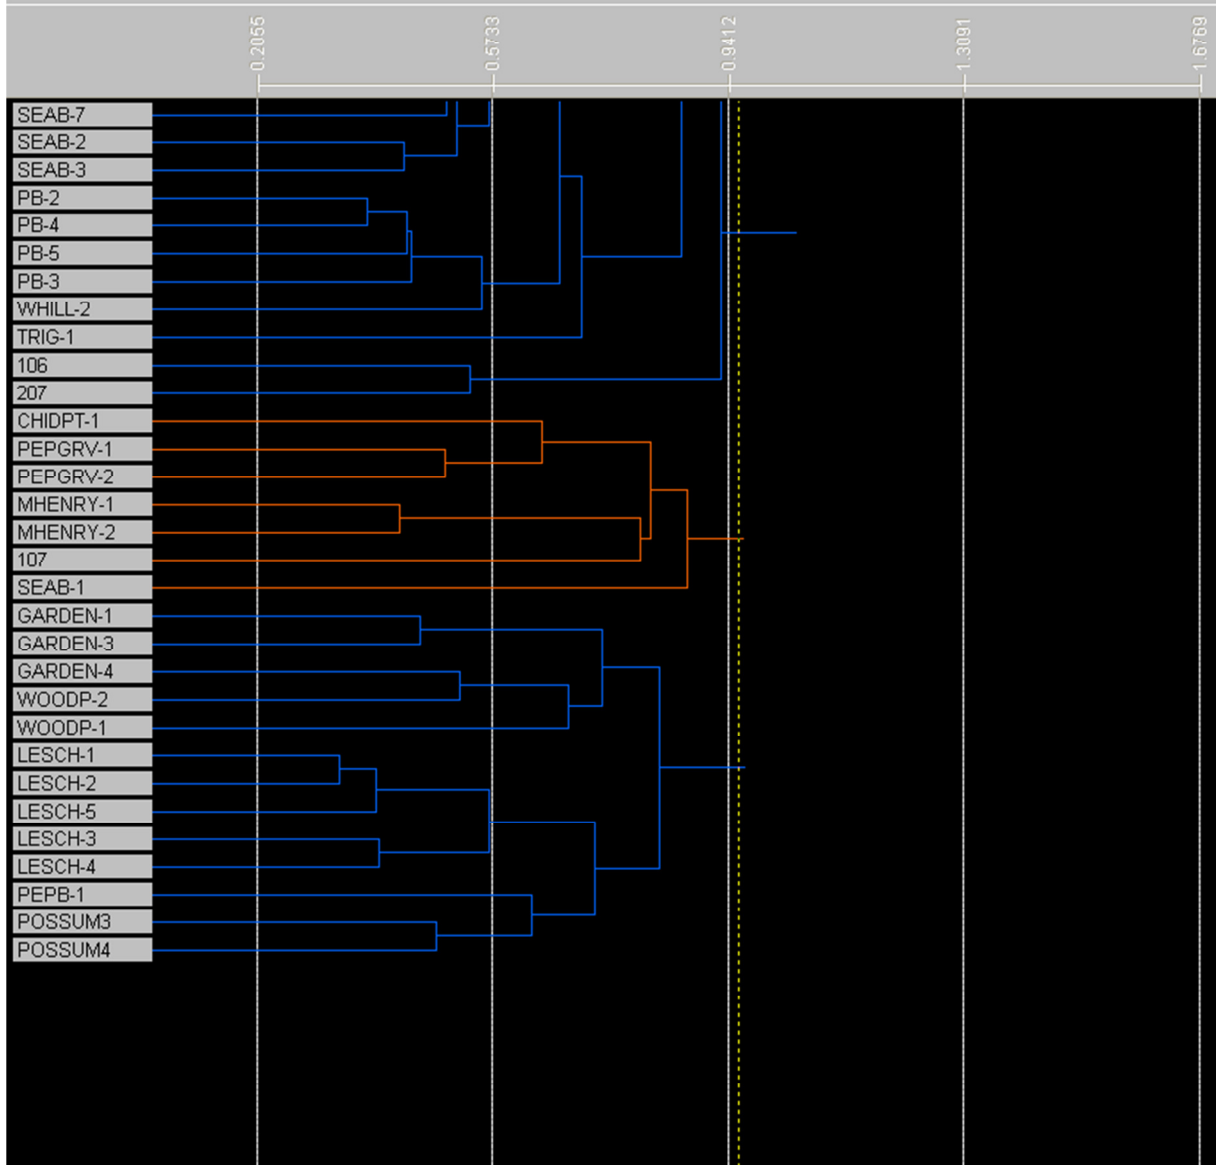 0.2055 0.5733 0.9412 1.3091 1.6769
SEAB-7
SEAB-2
SEAB-3
PB-2
PB-4
PB-5
PB-3
WHILL-2
TRIG-1
106
207
CHIDPT-1
PEPGRV-1
PEPGRV-2
MHENRY-1
MHENRY-2
107
SEAB-1
GARDEN-1
GARDEN-3
GARDEN-4
WOODP-2
WOODP-1
LESCH-1
LESCH-2
LESCH-5
LESCH-3
LESCH-4
PEPB-1
POSSUM3
POSSUM4